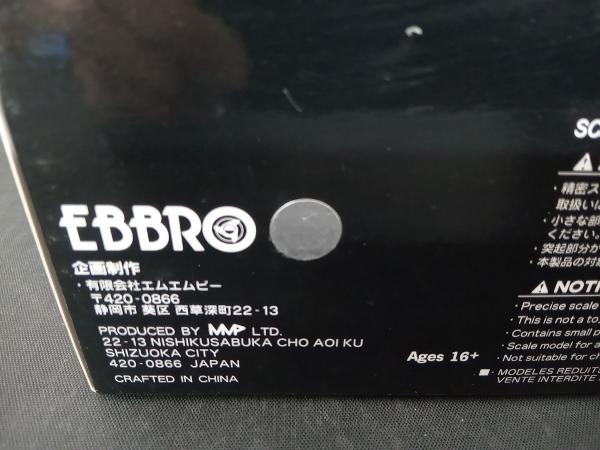 EBBRO
企画制作
・有限会社エムエムピー
〒420-0866
静岡市 葵区 西草深町22-13
PRODUCED BY MMP LTD.
22-13 NISHIKUSABUKA CHO AOI KU
SHIZUOKA CITY
420-0866 JAPAN
CRAFTED IN CHINA
Ages 16+
SC
・精密ス
取扱いに
・小さな部
ください。
・突起部分か
・本製品の対
NOTI
・Precise scale
・This is not a to
・Contains small p
・Scale model for a
・Not suitable for ch
■・MODELES REDUITS
VENTE INTERDITE